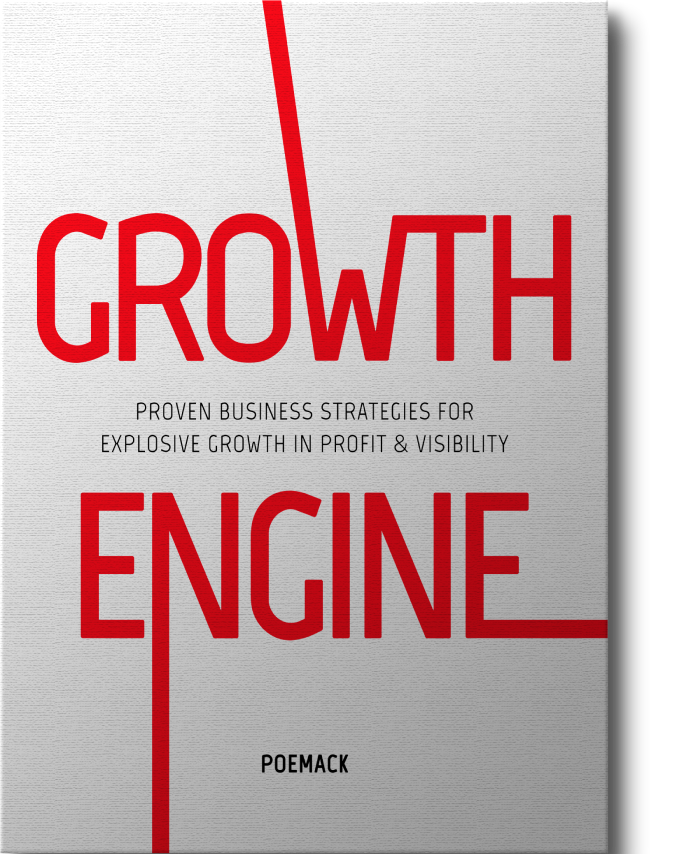 GROWTH
PROVEN BUSINESS STRATEGIES FOR
EXPLOSIVE GROWTH IN PROFIT & VISIBILITY
ENGINE
POEMACK